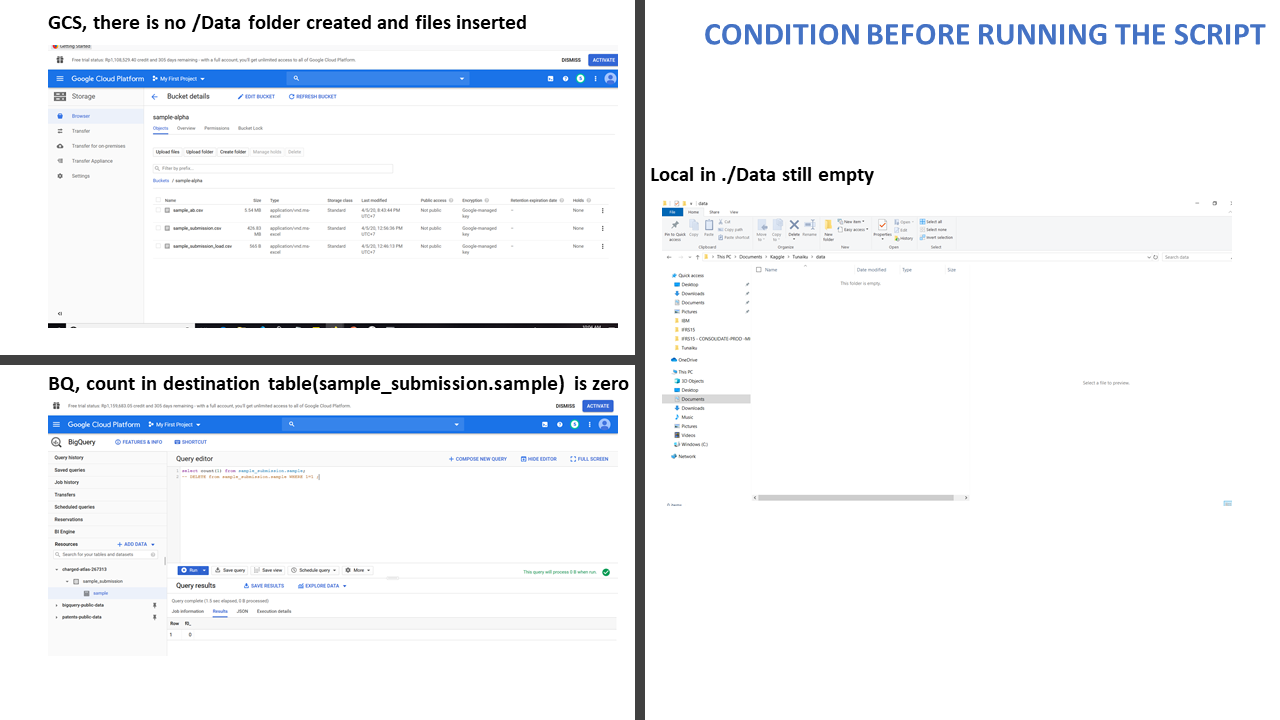 GCS, there is no /Data folder created and files inserted
Getting Started
Free trial status: Rp1,108,629.40 credit and 305 days remaining - with a full account, you'll get unlimited access to all of Google Cloud Platform.
DISMISS ACTIVATE
Google Cloud Platform My First Project
Storage Bucket details EDIT BUCKET REFRESH BUCKET
Browser
Transfer
Transfer for on-premises
Transfer Appliance
Settings
sample-alpha
Objects Overview Permissions Bucket Lock
Upload files Upload folder Create folder Manage holds Delete
Filter by prefix...
Buckets / sample-alpha
Name Size Type Storage class Last modified Public access Encryption Retention expiration date Holds
sample_ab.csv 5.54 MB application/vnd.ms-excel Standard 4/5/20, 8:43:44 PM UTC+7 Not public Google-managed key – None
sample_submission.csv 426.83 MB application/vnd.ms-excel Standard 4/5/20, 12:56:56 PM UTC+7 Not public Google-managed key – None
sample_submission_load.csv 565 B application/vnd.ms-excel Standard 4/5/20, 12:46:13 PM UTC+7 Not public Google-managed key – None
BQ, count in destination table(sample_submission.sample) is zero
Free trial status: Rp1,159,683.05 credit and 305 days remaining - with a full account, you'll get unlimited access to all of Google Cloud Platform.
DISMISS ACTIVATE
Google Cloud Platform My First Project
BigQuery FEATURES & INFO SHORTCUT
Query history
Saved queries
Job history
Transfers
Scheduled queries
Reservations
BI Engine
Resources + ADD DATA
Search for your tables and datasets
charged-atlas-267313
sample_submission
sample
bigquery-public-data
patents-public-data
Query editor + COMPOSE NEW QUERY HIDE EDITOR FULL SCREEN
1 select count(1) from sample_submission.sample;
2 -- DELETE from sample_submission.sample WHERE 1=1 ;
Run Save query Save view Schedule query More This query will process 0 B when run.
Query results SAVE RESULTS EXPLORE DATA
Query complete (1.5 sec elapsed, 0 B processed)
Job information Results JSON Execution details
Row f0_
1 0
CONDITION BEFORE RUNNING THE SCRIPT
Local in ./Data still empty
data
File Home Share View
Pin to Quick access Copy Paste Cut Copy path Paste shortcut Move to Copy to Delete Rename New folder New item Easy access Properties Open Edit History Select all Select none Invert selection
Clipboard Organize New Open Select
This PC Documents Kaggle Tunaiku data Search data
Name Date modified Type Size
This folder is empty.
Quick access
Desktop
Downloads
Documents
Pictures
IBM
IFRS15
IFRS15 - CONSOLIDATE-PROD -MI
Tunaiku
OneDrive
This PC
3D Objects
Desktop
Documents
Downloads
Music
Pictures
Videos
Windows (C:)
Network
Select a file to preview.